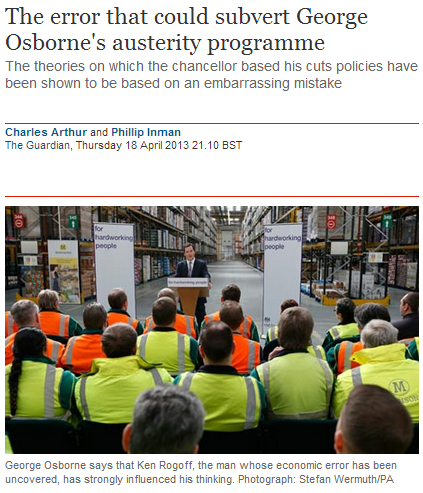 The error that could subvert George
Osborne's austerity programme
The theories on which the chancellor based his cuts policies have
been shown to be based on an embarrassing mistake
Charles Arthur and Phillip Inman
The Guardian, Thursday 18 April 2013 21.10 BST
for
hardworking
people
for
hardworking
people
for hardworking people
M
George Osborne says that Ken Rogoff, the man whose economic error has been
uncovered, has strongly influenced his thinking. Photograph: Stefan Wermuth/PA